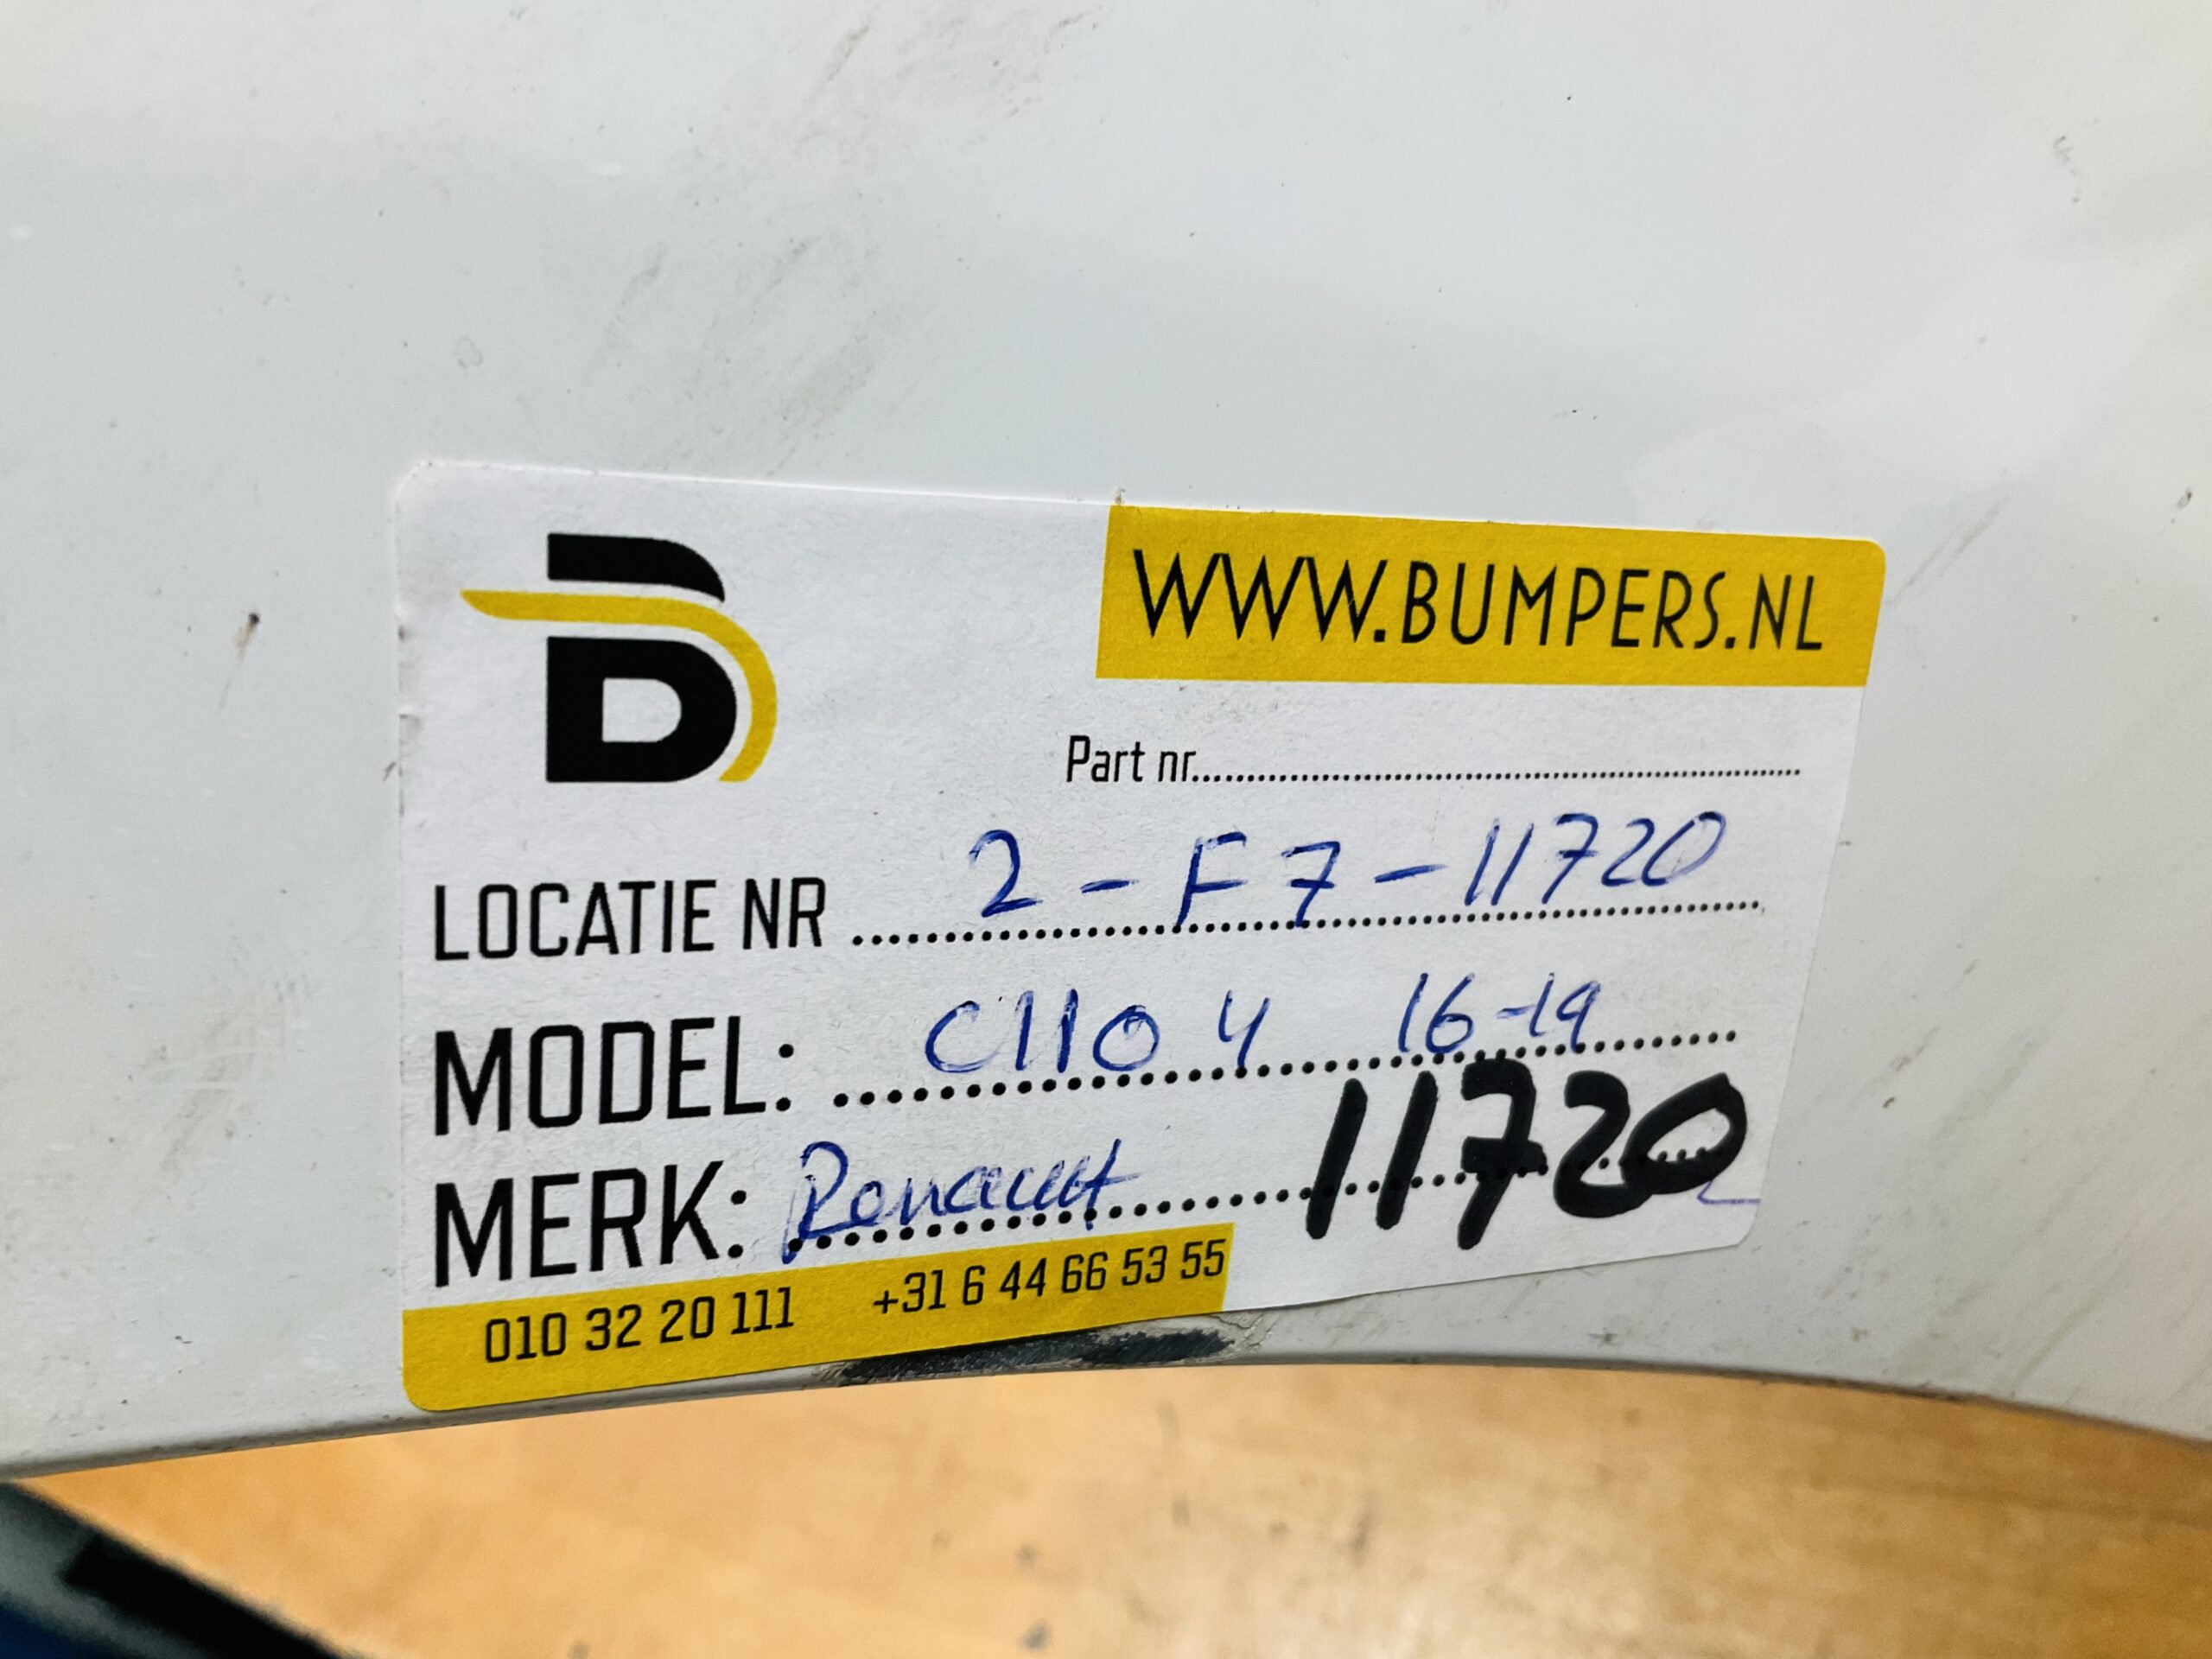 B
WWW.BUMPERS.NL
Part nr..........
LOCATIE NR 2-F7-11720
MODEL: CLIO 4 16-19
MERK: Renault 11720
010 32 20 111 +31 6 44 66 53 55